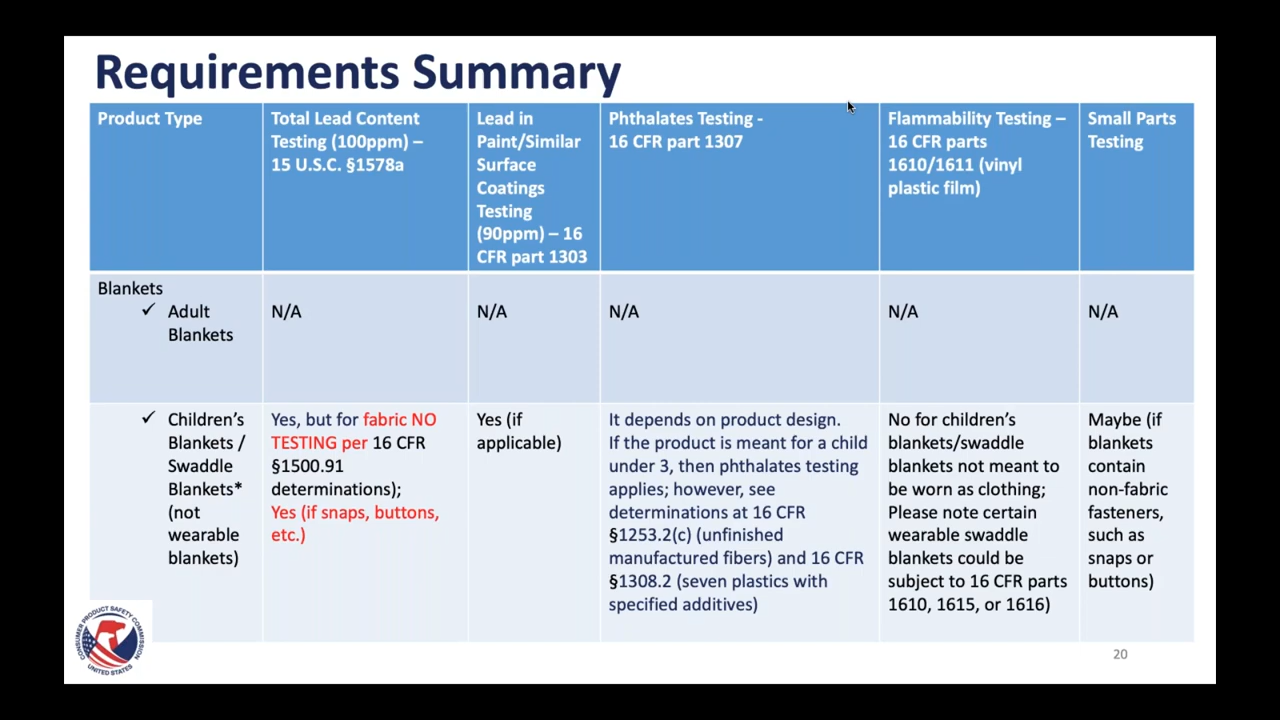 Requirements Summary
Product Type
Total Lead Content
Testing (100ppm) –
15 U.S.C. §1578a
Lead in
Paint/Similar
Surface
Coatings
Testing
(90ppm) – 16
CFR part 1303
Phthalates Testing -
16 CFR part 1307
Flammability Testing –
16 CFR parts
1610/1611 (vinyl
plastic film)
Small Parts
Testing
Blankets
✓ Adult
Blankets
N/A
N/A
N/A
N/A
N/A
✓ Children’s
Blankets /
Swaddle
Blankets*
(not
wearable
blankets)
Yes, but for fabric NO
TESTING per 16 CFR
§1500.91
determinations);
Yes (if snaps, buttons,
etc.)
Yes (if
applicable)
It depends on product design.
If the product is meant for a child
under 3, then phthalates testing
applies; however, see
determinations at 16 CFR
§1253.2(c) (unfinished
manufactured fibers) and 16 CFR
§1308.2 (seven plastics with
specified additives)
No for children’s
blankets/swaddle
blankets not meant to
be worn as clothing;
Please note certain
wearable swaddle
blankets could be
subject to 16 CFR parts
1610, 1615, or 1616)
Maybe (if
blankets
contain
non-fabric
fasteners,
such as
snaps or
buttons)
CONSUMER PRODUCT SAFETY COMMISSION
UNITED STATES
20